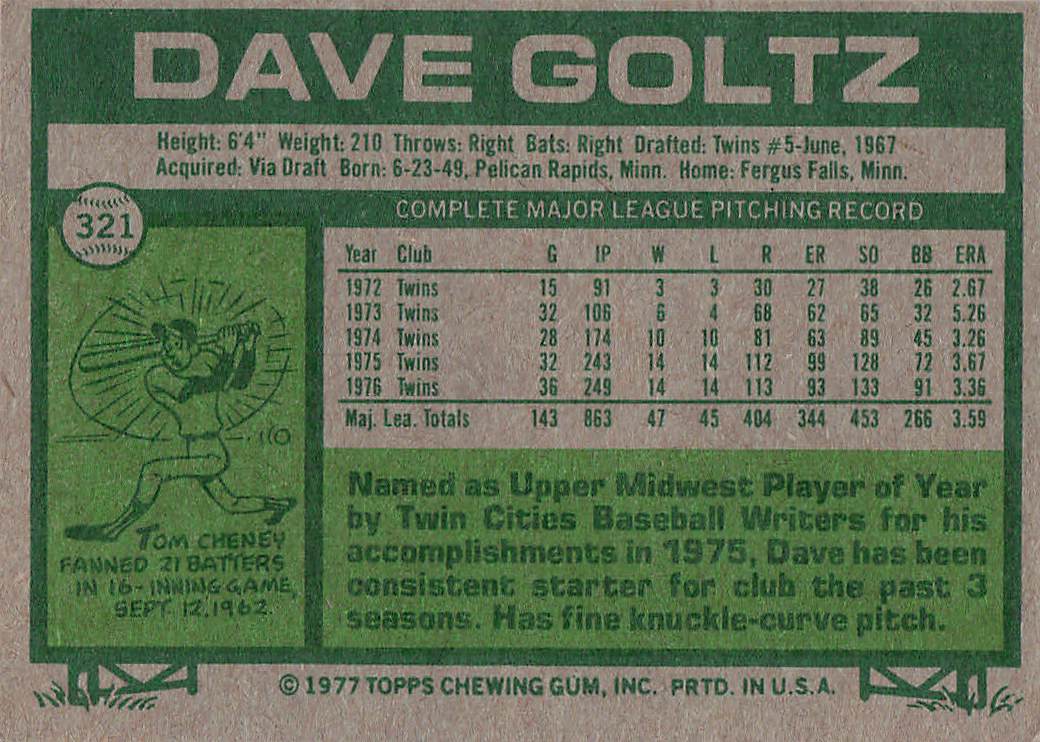 DAVE GOLTZ
Height: 6'4" Weight: 210 Throws: Right Bats: Right Drafted: Twins #5-June, 1967
Acquired: Via Draft Born: 6-23-49, Pelican Rapids, Minn. Home: Fergus Falls, Minn.
321
COMPLETE MAJOR LEAGUE PITCHING RECORD
Year Club G IP W L R ER SO BB ERA
1972 Twins 15 91 3 3 30 27 38 26 2.67
1973 Twins 32 106 6 4 68 62 65 32 5.26
1974 Twins 28 174 10 10 81 63 89 45 3.26
1975 Twins 32 243 14 14 112 99 128 72 3.67
1976 Twins 36 249 14 14 113 93 133 91 3.36
Maj. Lea. Totals 143 863 47 45 404 344 453 266 3.59
TOM CHENEY
FANNED 21 BATTERS
IN 16-INNING GAME,
SEPT. 12, 1962.
Named as Upper Midwest Player of Year
by Twin Cities Baseball Writers for his
accomplishments in 1975, Dave has been
consistent starter for club the past 3
seasons. Has fine knuckle-curve pitch.
© 1977 TOPPS CHEWING GUM, INC. PRTD. IN U.S.A.